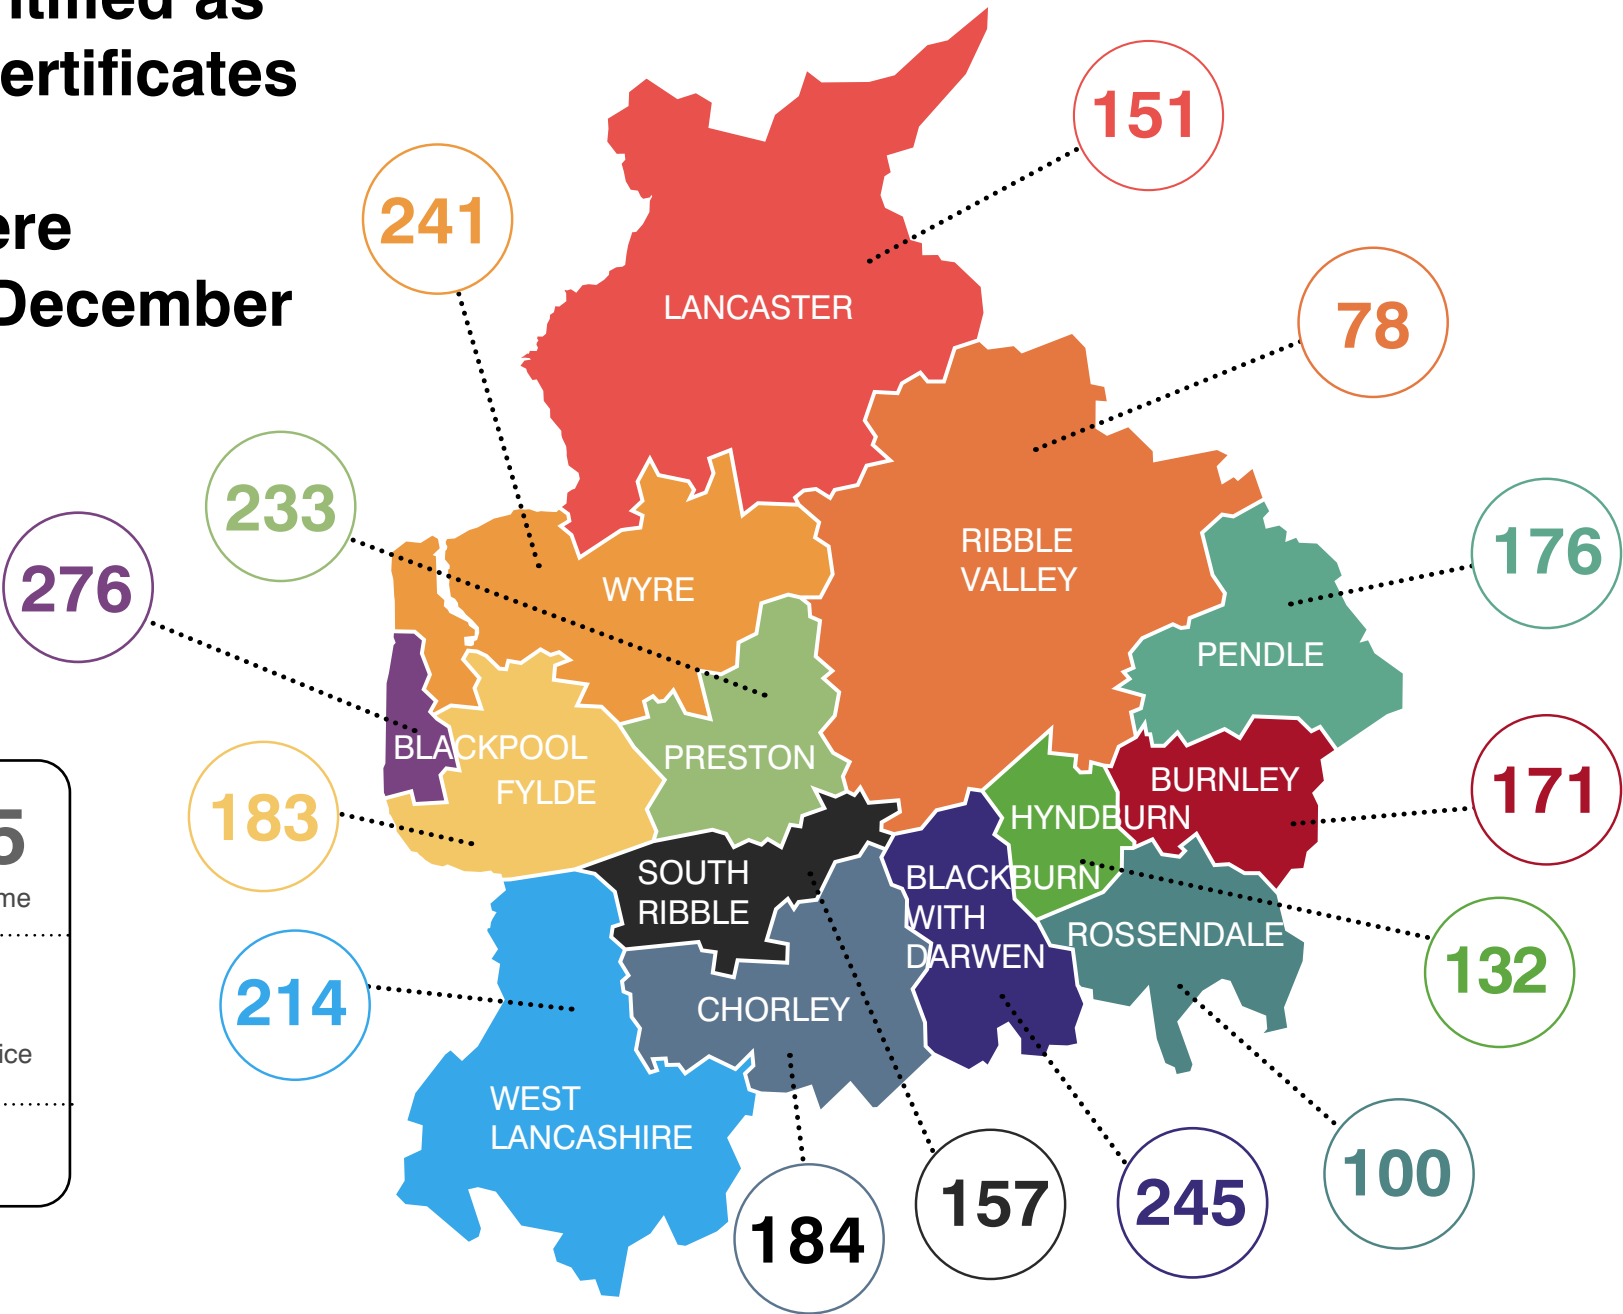 as
ertificates
ere
December
151
241
LANCASTER
78
233
RIBBLE
VALLEY
176
276
WYRE
PENDLE
BLACKPOOL
PRESTON
FYLDE
BURNLEY
171
183
HYNDBURN
5
SOUTH
RIBBLE
BLACKBURN
WITH
DARWEN
me
ROSSENDALE
132
214
CHORLEY
ice
WEST
LANCASHIRE
100
184
157
245